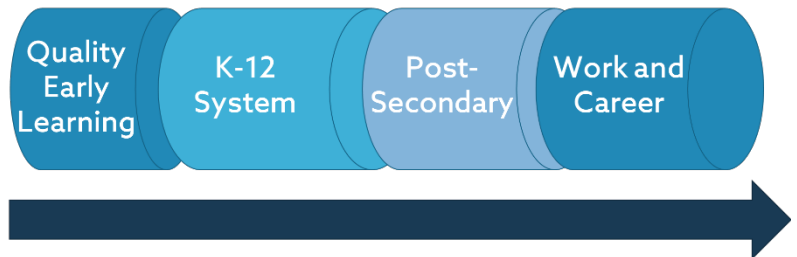 Quality
Early
Learning
K-12
System
Post-
Secondary
Work and
Career